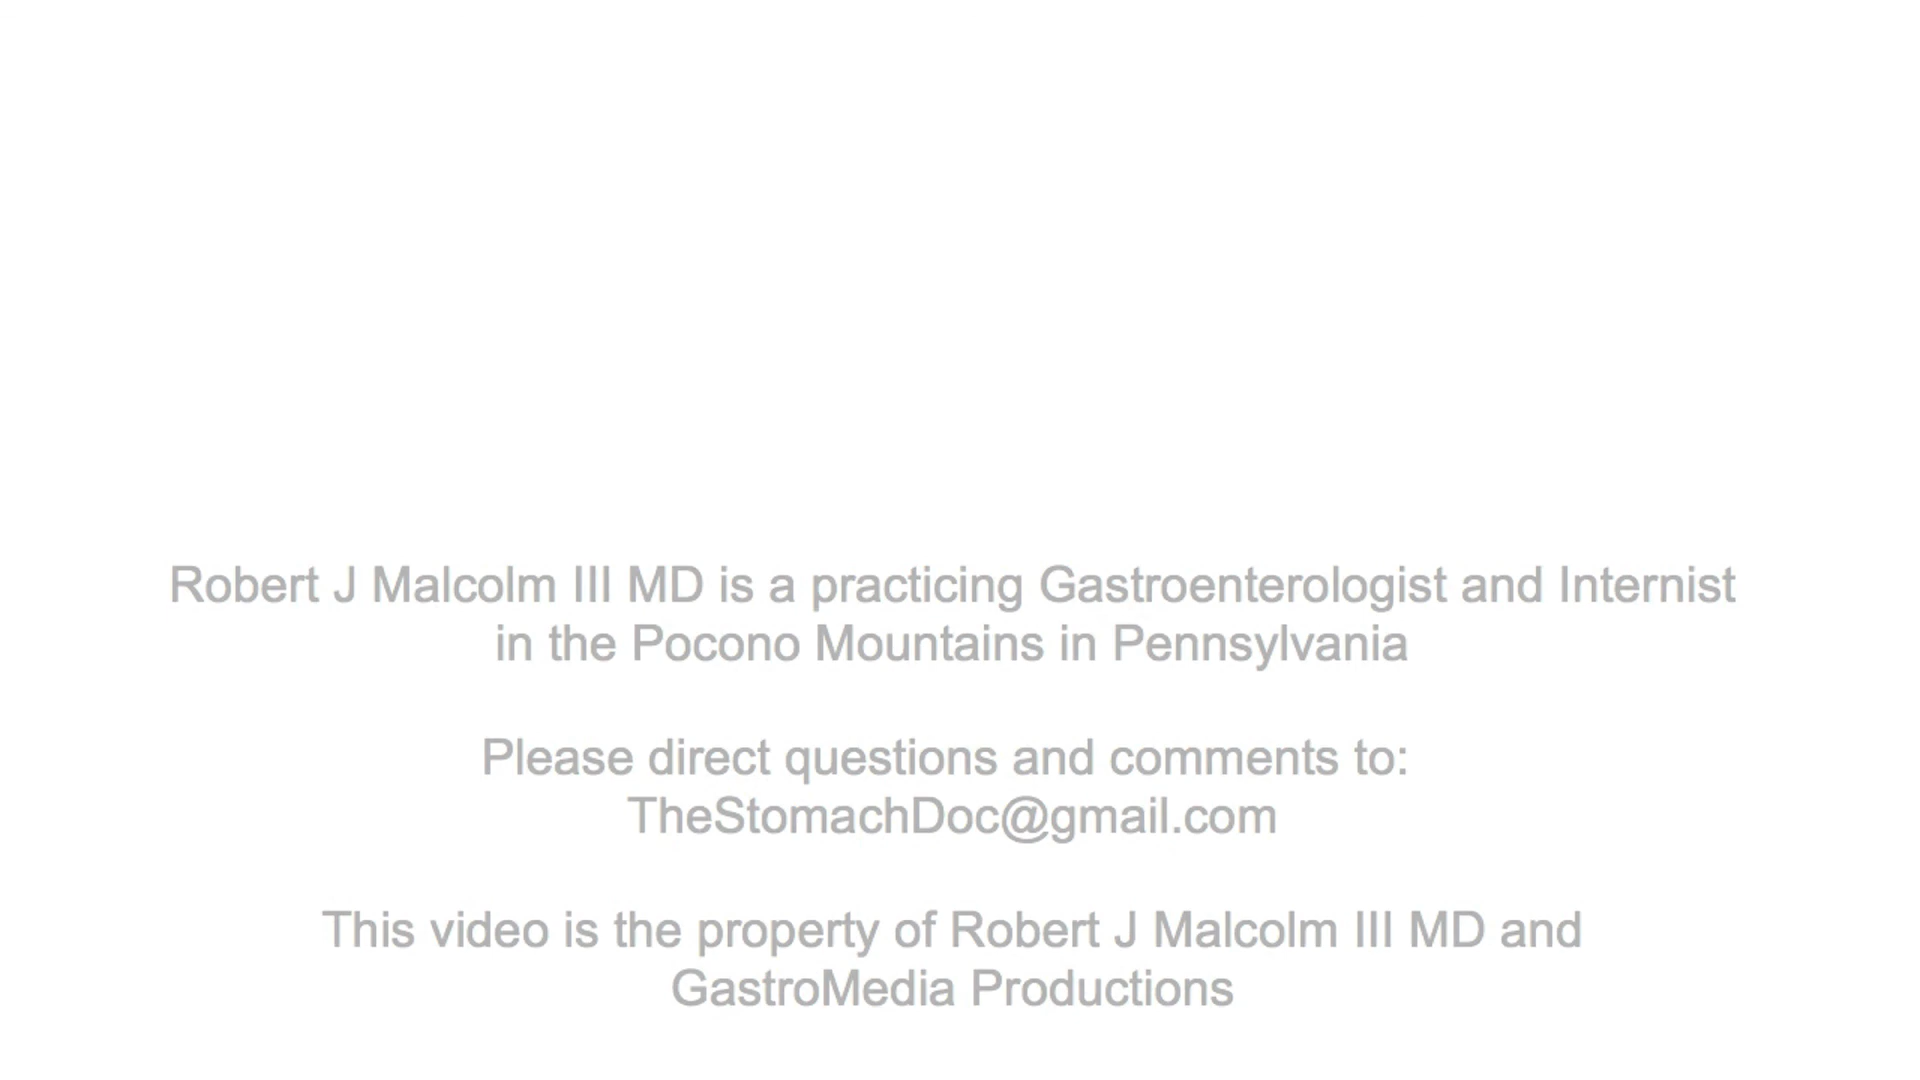 Robert J Malcolm III MD is a practicing Gastroenterologist and Internist
in the Pocono Mountains in Pennsylvania
Please direct questions and comments to:
TheStomachDoc@gmail.com
This video is the property of Robert J Malcolm III MD and
GastroMedia Productions